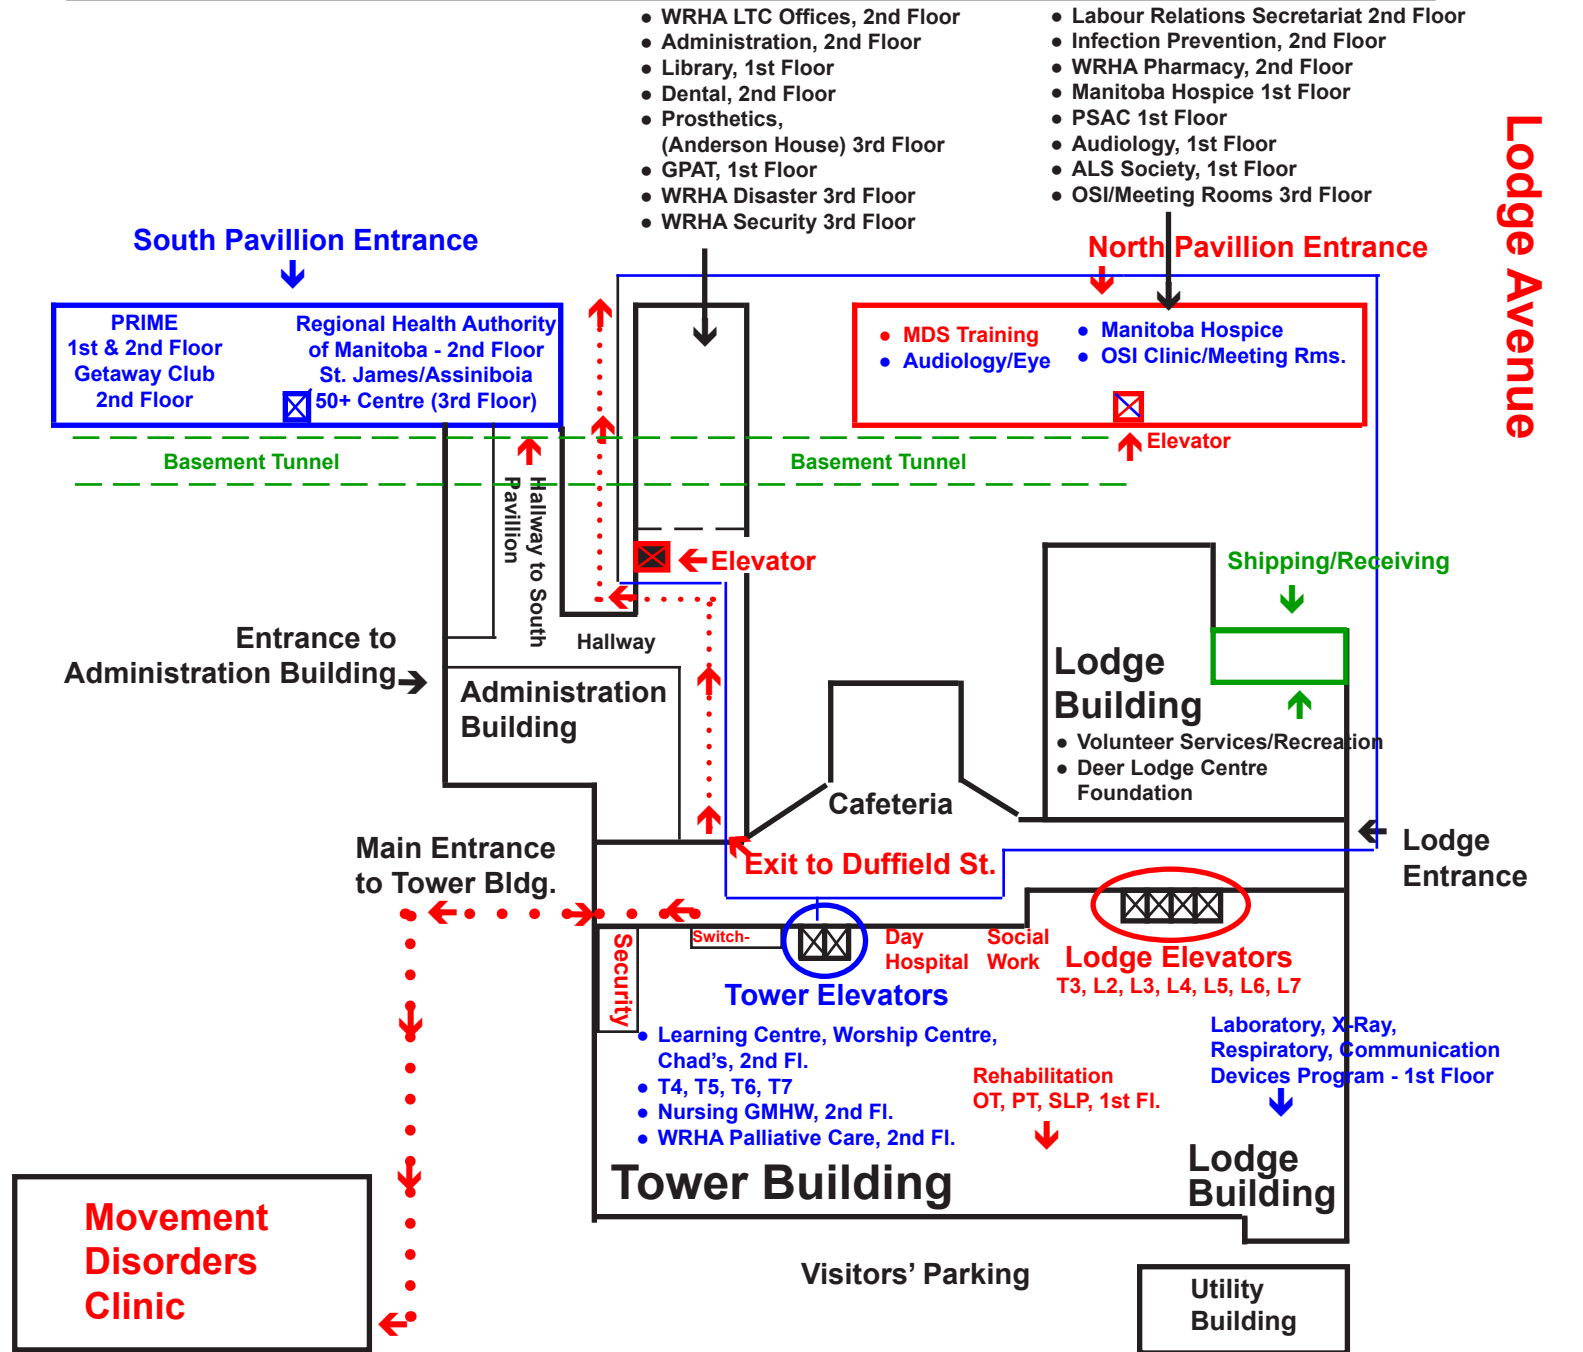 ● WRHA LTC Offices, 2nd Floor
● Administration, 2nd Floor
● Library, 1st Floor
● Dental, 2nd Floor
● Prosthetics,
(Anderson House) 3rd Floor
● GPAT, 1st Floor
● WRHA Disaster 3rd Floor
● WRHA Security 3rd Floor
● Labour Relations Secretariat 2nd Floor
● Infection Prevention, 2nd Floor
● WRHA Pharmacy, 2nd Floor
● Manitoba Hospice 1st Floor
● PSAC 1st Floor
● Audiology, 1st Floor
● ALS Society, 1st Floor
● OSI/Meeting Rooms 3rd Floor
Lodge Avenue
South Pavillion Entrance
North Pavillion Entrance
PRIME
1st & 2nd Floor
Getaway Club
2nd Floor
Regional Health Authority
of Manitoba - 2nd Floor
St. James/Assiniboia
50+ Centre (3rd Floor)
● MDS Training
● Audiology/Eye
● Manitoba Hospice
● OSI Clinic/Meeting Rms.
Elevator
Basement Tunnel
Basement Tunnel
Hallway to South
Pavillion
Elevator
Shipping/Receiving
Entrance to
Administration Building
Hallway
Administration
Building
Lodge
Building
● Volunteer Services/Recreation
● Deer Lodge Centre
Foundation
Cafeteria
Main Entrance
to Tower Bldg.
Exit to Duffield St.
Lodge
Entrance
Security
Switch-
Day
Hospital
Social
Work
Lodge Elevators
T3, L2, L3, L4, L5, L6, L7
Tower Elevators
● Learning Centre, Worship Centre,
Chad's, 2nd Fl.
● T4, T5, T6, T7
● Nursing GMHW, 2nd Fl.
● WRHA Palliative Care, 2nd Fl.
Rehabilitation
OT, PT, SLP, 1st Fl.
Laboratory, X-Ray,
Respiratory, Communication
Devices Program - 1st Floor
Tower Building
Lodge
Building
Movement
Disorders
Clinic
Visitors' Parking
Utility
Building